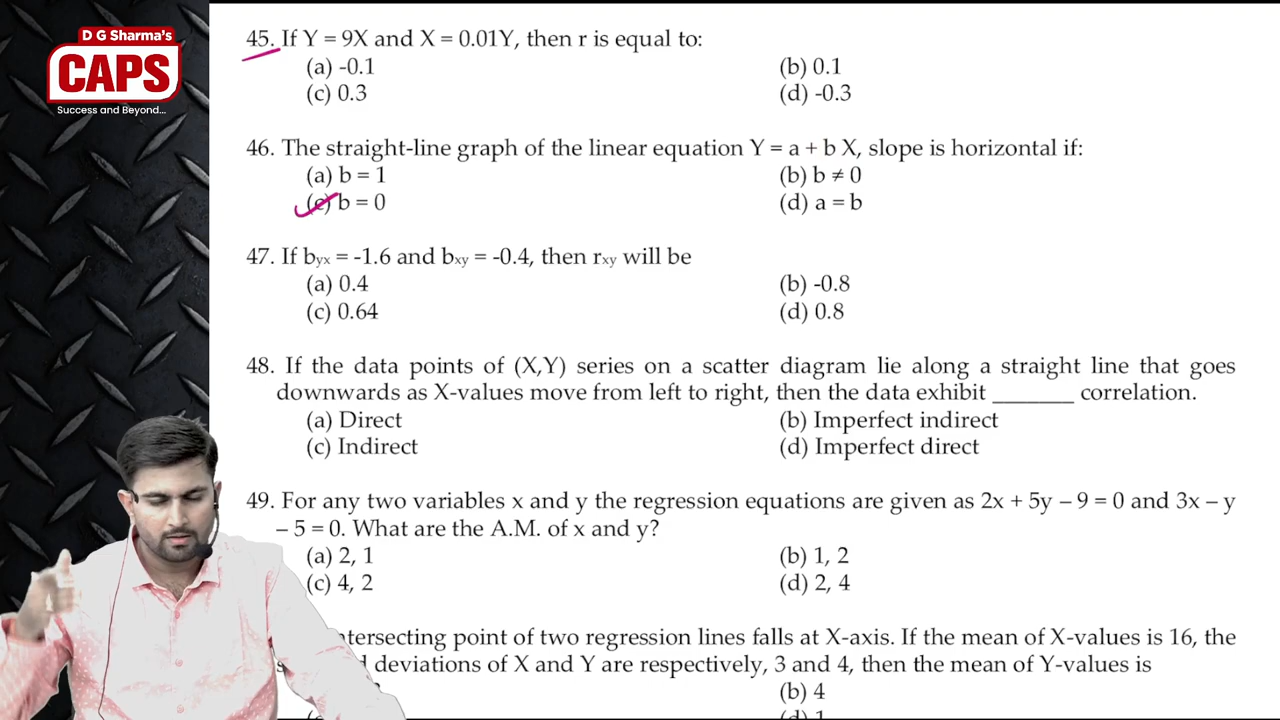 D G Sharma's
CAPS
Success and Beyond...
45. If Y = 9X and X = 0.01Y, then r is equal to:
(a) -0.1 (b) 0.1
(c) 0.3 (d) -0.3
46. The straight-line graph of the linear equation Y = a + b X, slope is horizontal if:
(a) b = 1 (b) b ≠ 0
(c) b = 0 (d) a = b
47. If byx = -1.6 and bxy = -0.4, then rxy will be
(a) 0.4 (b) -0.8
(c) 0.64 (d) 0.8
48. If the data points of (X,Y) series on a scatter diagram lie along a straight line that goes
downwards as X-values move from left to right, then the data exhibit _______ correlation.
(a) Direct (b) Imperfect indirect
(c) Indirect (d) Imperfect direct
49. For any two variables x and y the regression equations are given as 2x + 5y – 9 = 0 and 3x – y
– 5 = 0. What are the A.M. of x and y?
(a) 2, 1 (b) 1, 2
(c) 4, 2 (d) 2, 4
intersecting point of two regression lines falls at X-axis. If the mean of X-values is 16, the
deviations of X and Y are respectively, 3 and 4, then the mean of Y-values is
(b) 4
(d) 1